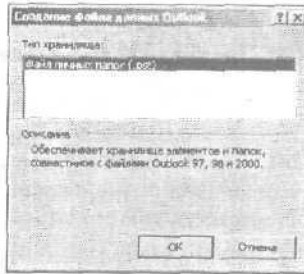 Создание файла данных Outlook
Тип хранилища:
Файл личных папок (.pst)
Описание
Обеспечивает хранилище элементов и папок,
совместимое с файлами Outlook 97, 98 и 2000.
OK
Отмена